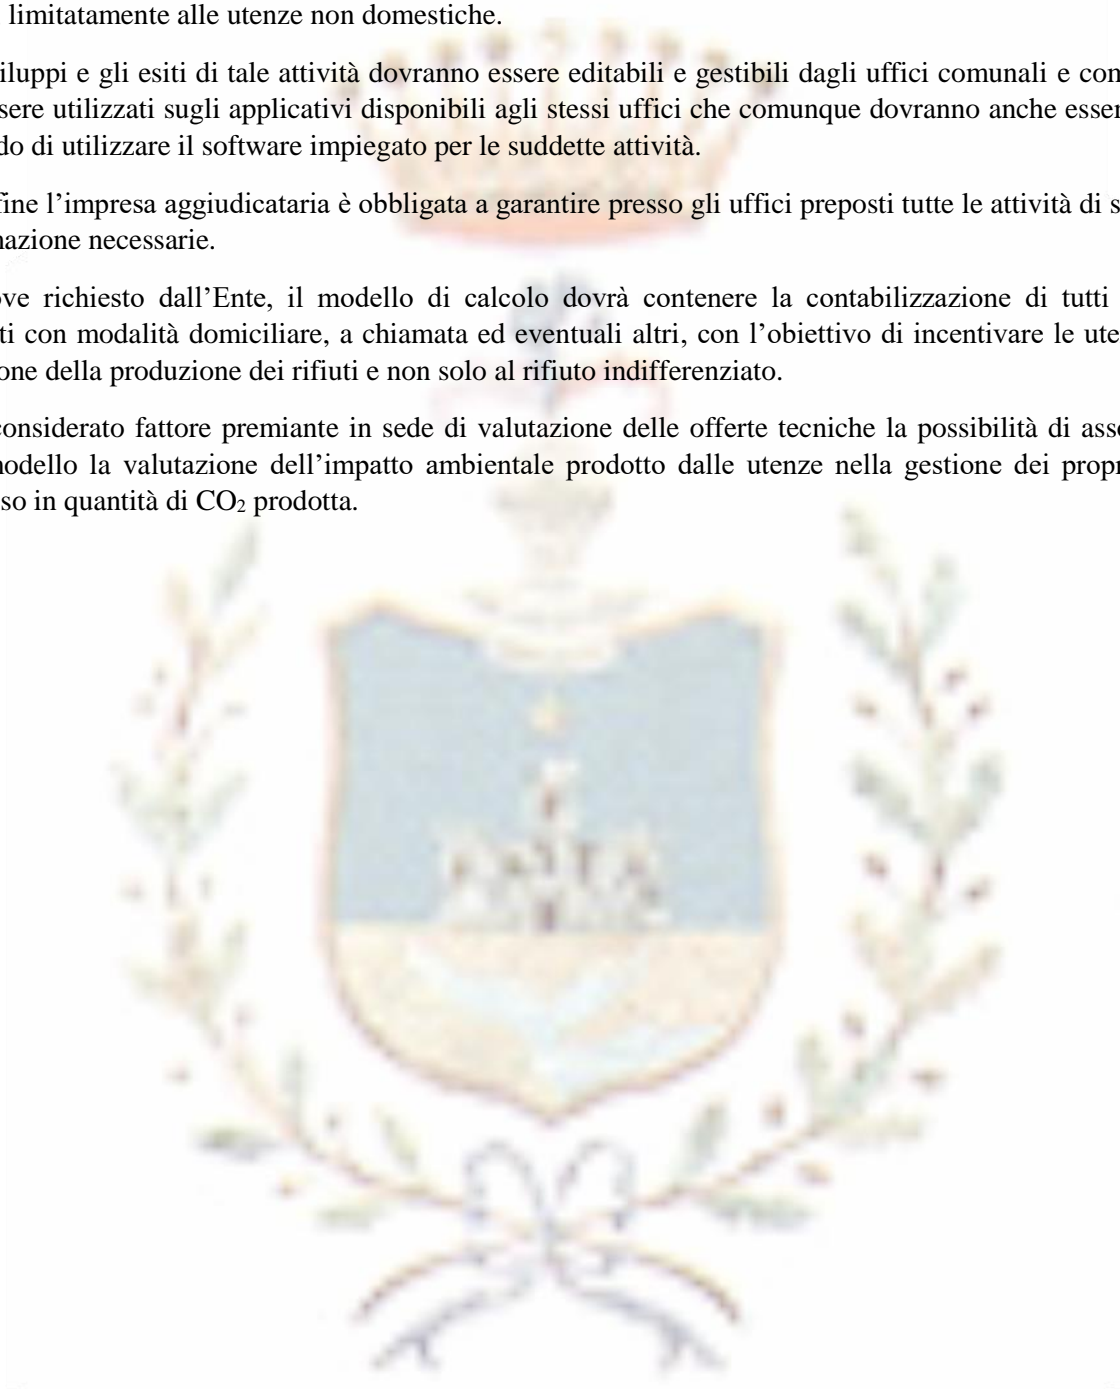 limitatamente alle utenze non domestiche.
iluppi e gli esiti di tale attività dovranno essere editabili e gestibili dagli uffici comunali e com
ssere utilizzati sugli applicativi disponibili agli stessi uffici che comunque dovranno anche esser
do di utilizzare il software impiegato per le suddette attività.
fine l’impresa aggiudicataria è obbligata a garantire presso gli uffici preposti tutte le attività di s
nazione necessarie.
ve richiesto dall’Ente, il modello di calcolo dovrà contenere la contabilizzazione di tutti
ti con modalità domiciliare, a chiamata ed eventuali altri, con l’obiettivo di incentivare le ute
one della produzione dei rifiuti e non solo al rifiuto indifferenziato.
considerato fattore premiante in sede di valutazione delle offerte tecniche la possibilità di asso
modello la valutazione dell’impatto ambientale prodotto dalle utenze nella gestione dei propr
so in quantità di CO₂ prodotta.